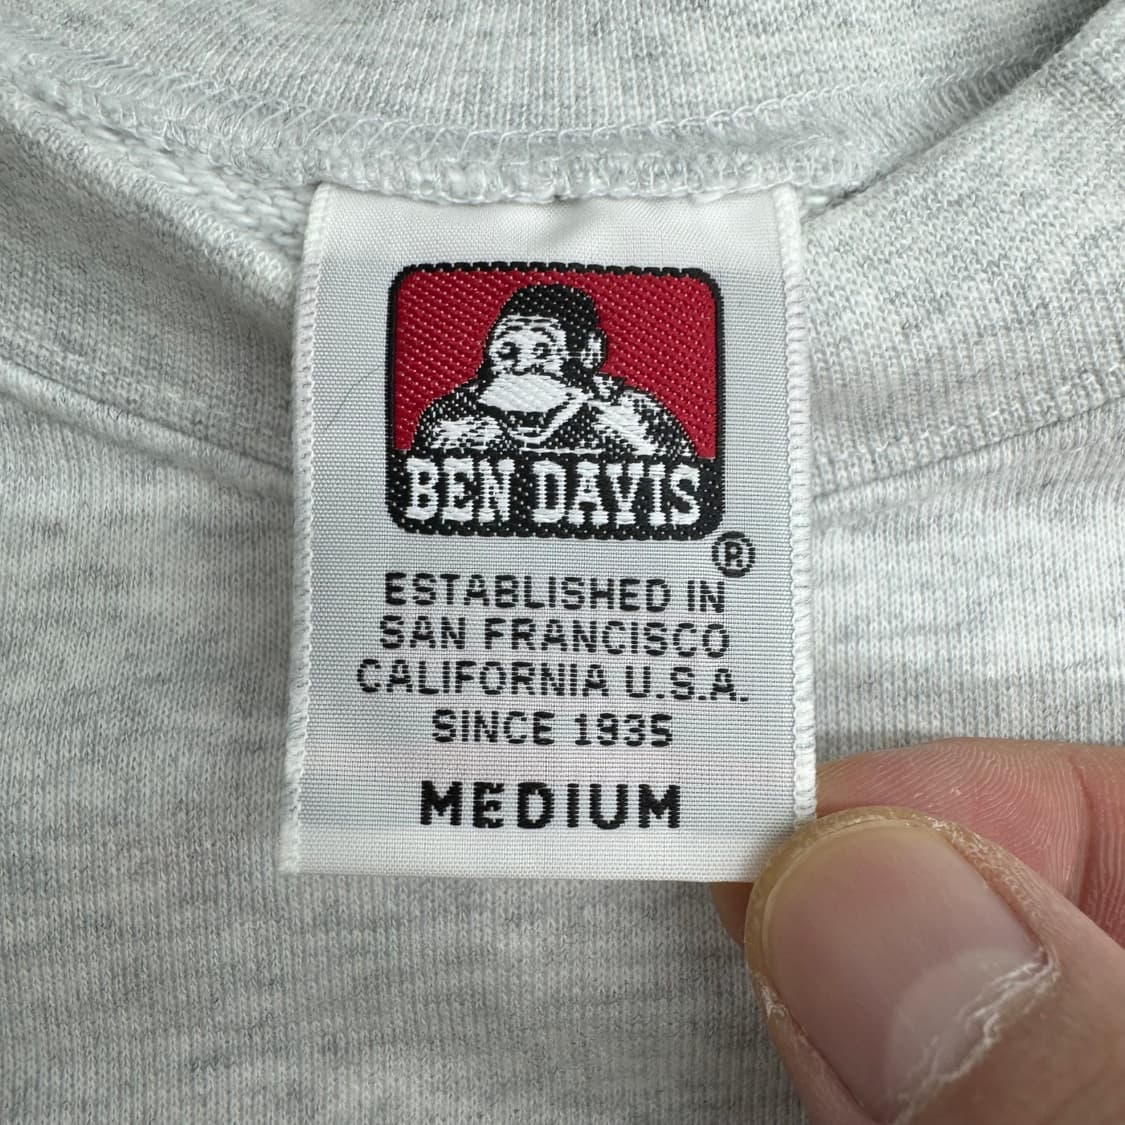 BEN DAVIS
®
ESTABLISHED IN
SAN FRANCISCO
CALIFORNIA U.S.A.
SINCE 1935
MEDIUM